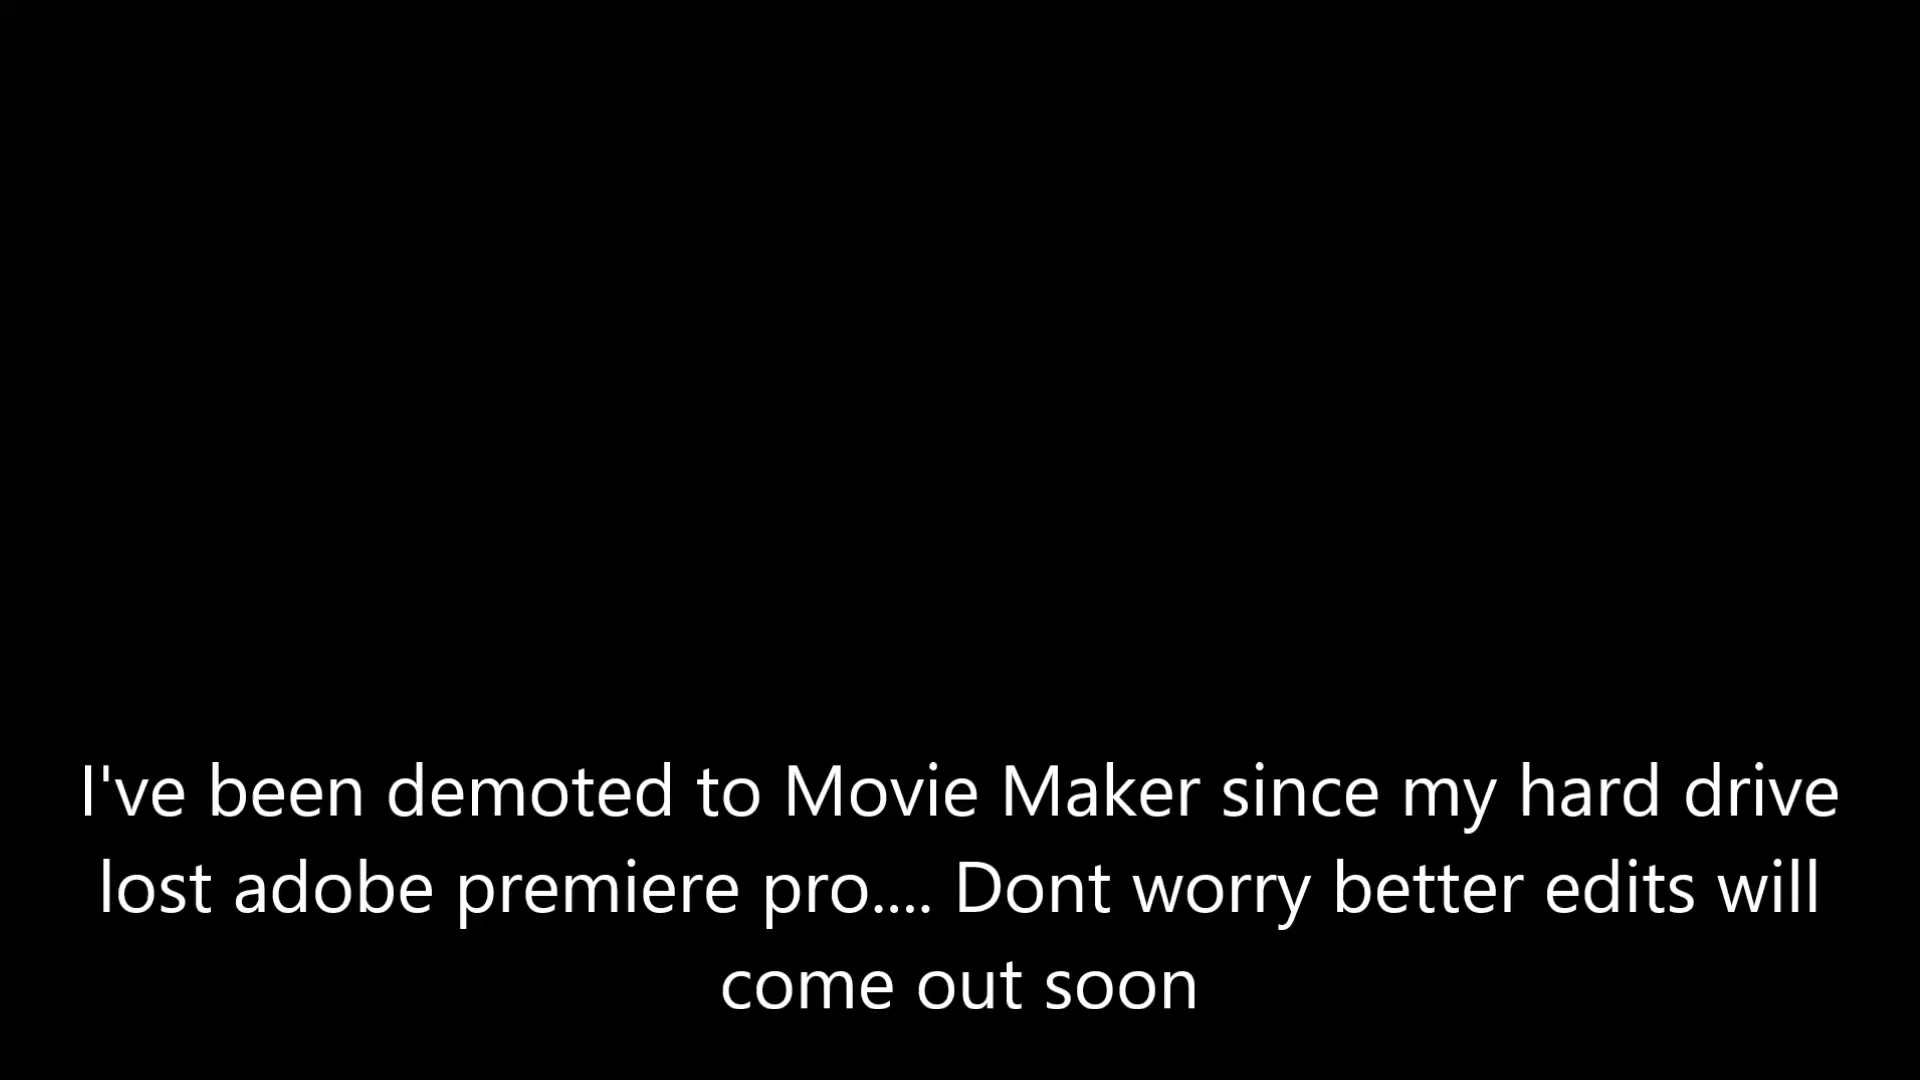 I've been demoted to Movie Maker since my hard drive
lost adobe premiere pro.... Dont worry better edits will
come out soon